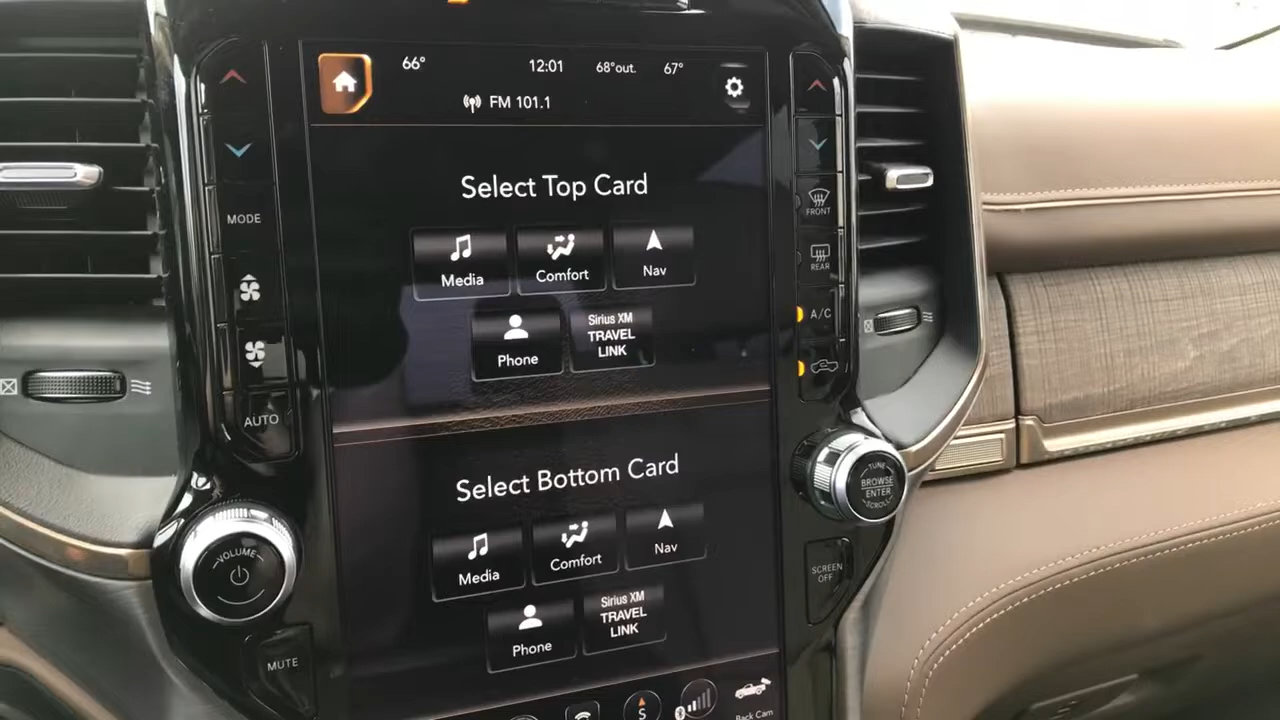 66°
12:01
68°out.
67°
FM 101.1
Select Top Card
Media
Comfort
Nav
Phone
Sirius XM
TRAVEL
LINK
Select Bottom Card
Media
Comfort
Nav
Phone
Sirius XM
TRAVEL
LINK
S
Back Cam
MODE
AUTO
VOLUME
MUTE
FRONT
REAR
A/C
TUNE
BROWSE
ENTER
SCROLL
SCREEN
OFF